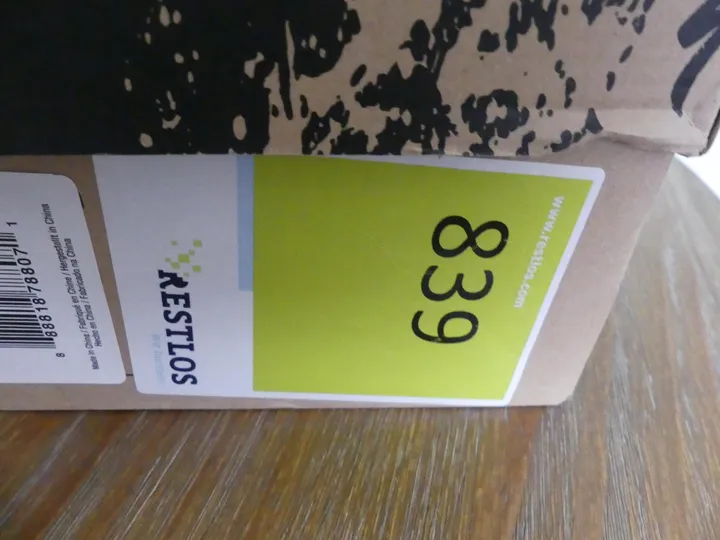 www.restlos.com
839
RESTLOS
8 88818 78807 1
Made in China / Fabriqué en Chine / Hergestellt in China
Hecho en China / Fabricado na China